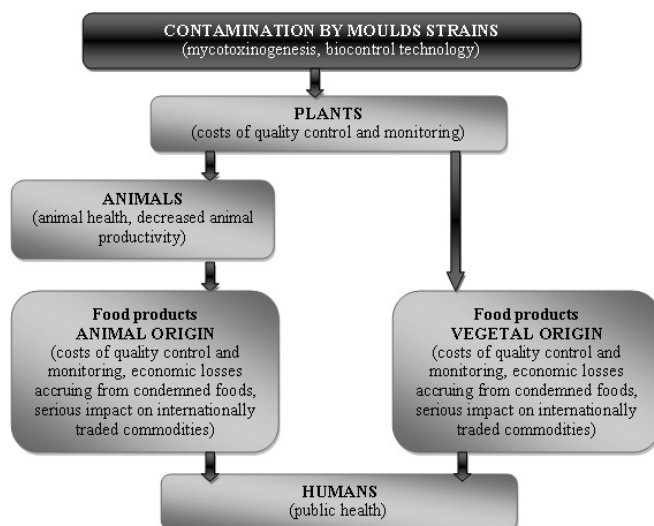 CONTAMINATION BY MOULDS STRAINS
(mycotoxinogenesis, biocontrol technology)
PLANTS
(costs of quality control and monitoring)
ANIMALS
(animal health, decreased animal
productivity)
Food products
ANIMAL ORIGIN
(costs of quality control and
monitoring, economic losses
accruing from condemned foods,
serious impact on internationally
traded commodities)
Food products
VEGETAL ORIGIN
(costs of quality control and
monitoring, economic losses
accruing from condemned foods,
serious impact on internationally
traded commodities)
HUMANS
(public health)